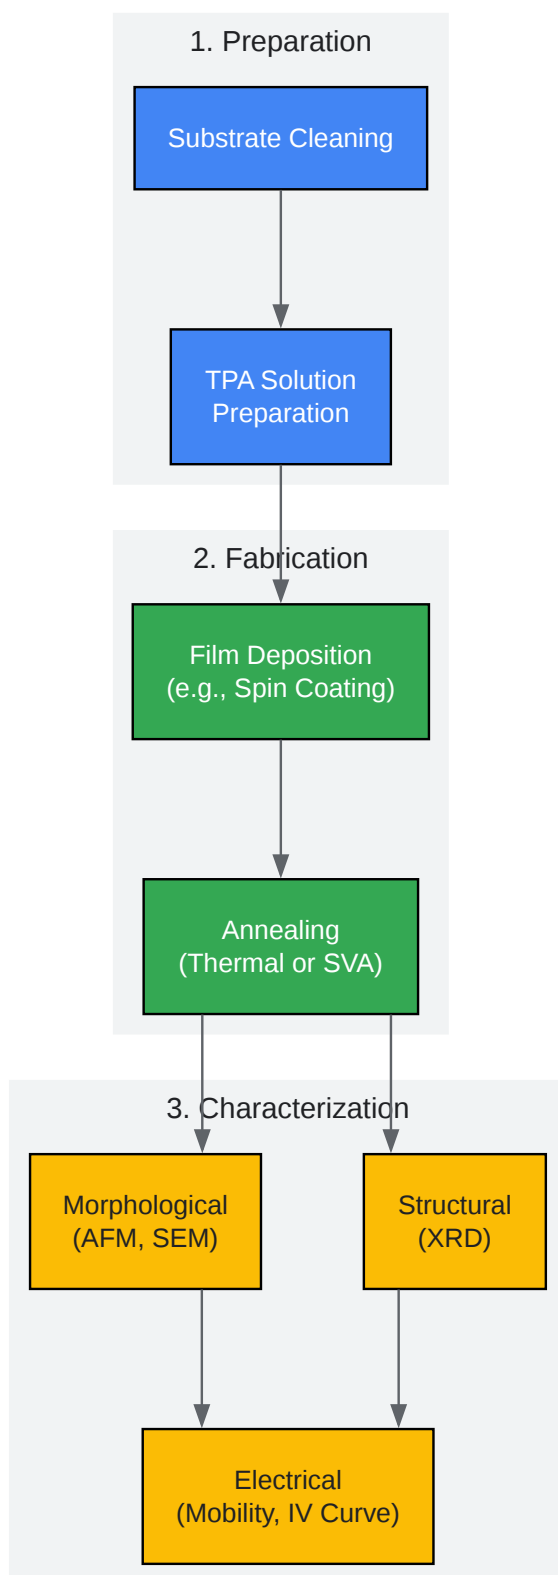 1. Preparation
Substrate Cleaning
TPA Solution
Preparation
2. Fabrication
Film Deposition
(e.g., Spin Coating)
Annealing
(Thermal or SVA)
3. Characterization
Morphological
(AFM, SEM)
Structural
(XRD)
Electrical
(Mobility, IV Curve)